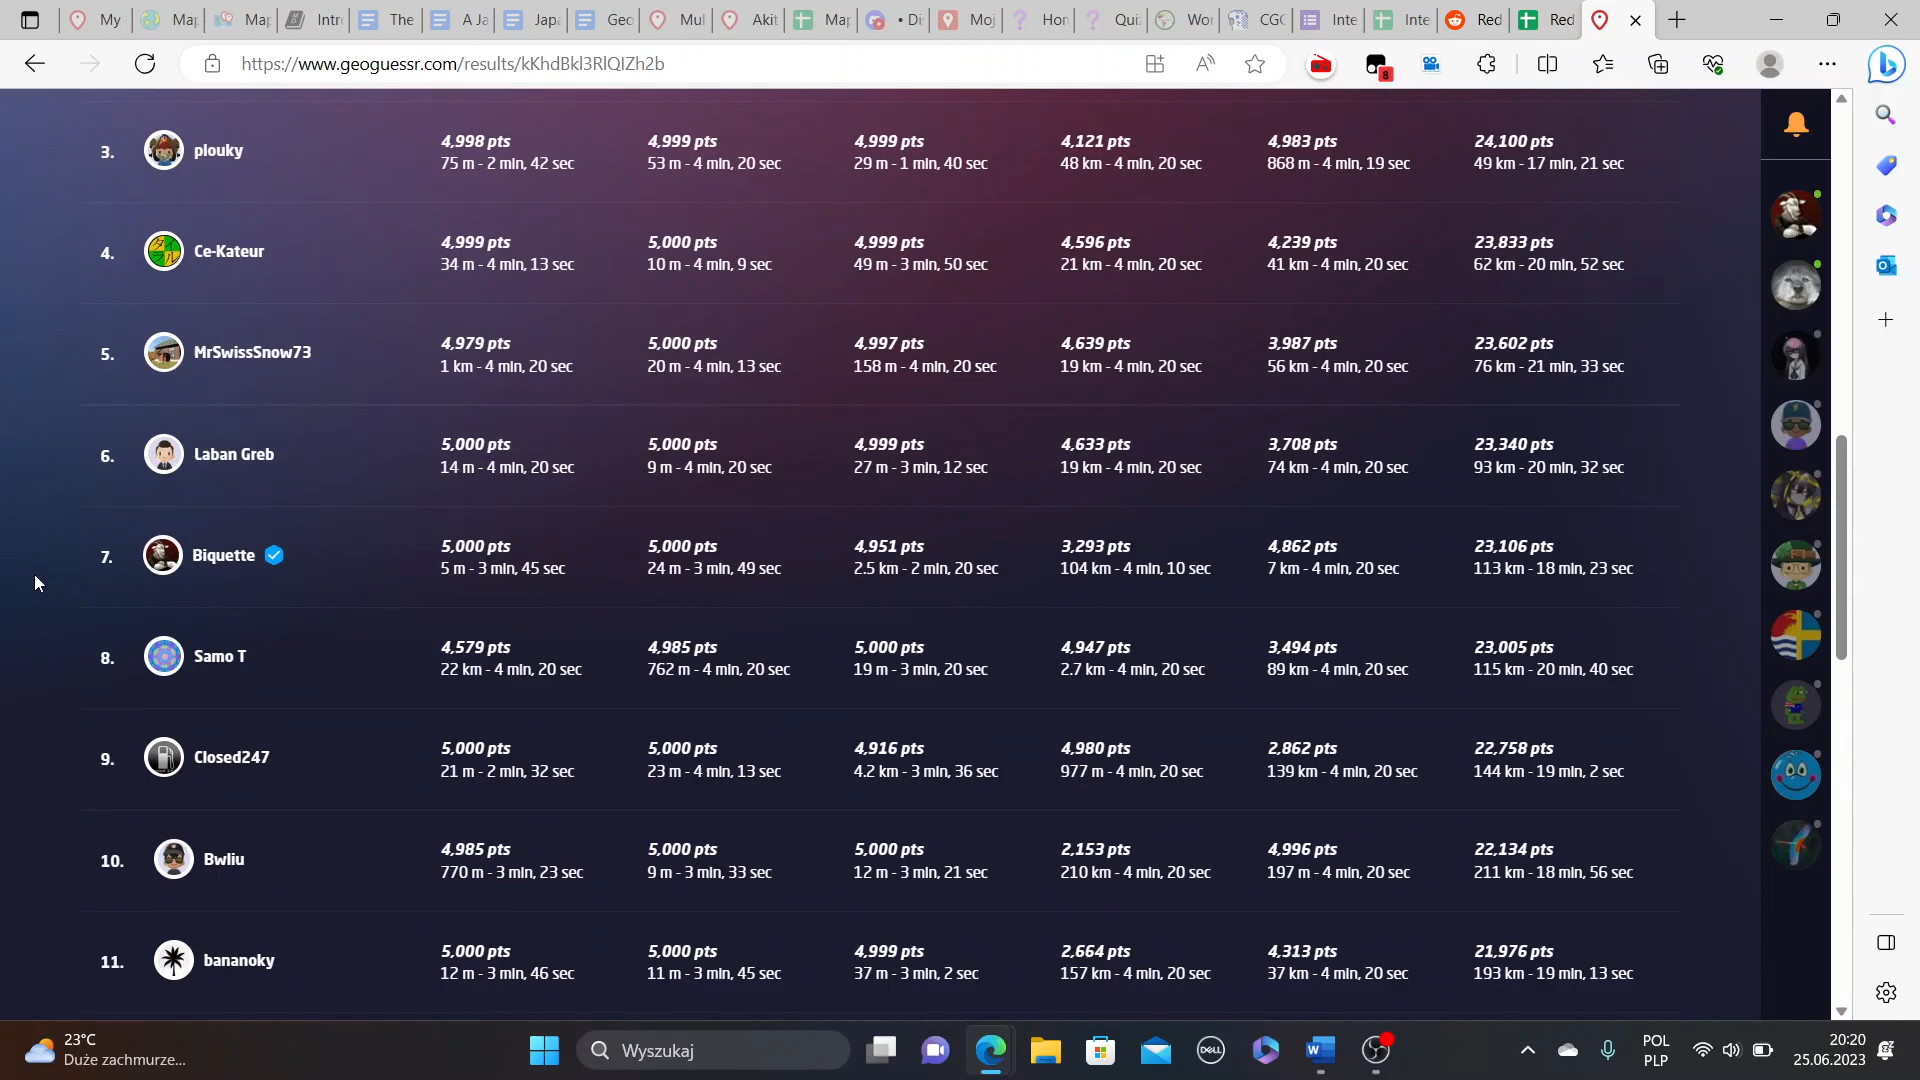 My
Map
Map
Intr
The
A Ja
Japa
Geo
Mul
Akit
Map
• Di
Moj
Hon
Quiz
Wor
CGC
Inte
Inte
Red
Red
https://www.geoguessr.com/results/kKhdBkl3RlQIZh2b
8
3. plouky 4,998 pts 4,999 pts 4,999 pts 4,121 pts 4,983 pts 24,100 pts
75 m - 2 min, 42 sec 53 m - 4 min, 20 sec 29 m - 1 min, 40 sec 48 km - 4 min, 20 sec 868 m - 4 min, 19 sec 49 km - 17 min, 21 sec
4. Ce-Kateur 4,999 pts 5,000 pts 4,999 pts 4,596 pts 4,239 pts 23,833 pts
34 m - 4 min, 13 sec 10 m - 4 min, 9 sec 49 m - 3 min, 50 sec 21 km - 4 min, 20 sec 41 km - 4 min, 20 sec 62 km - 20 min, 52 sec
5. MrSwissSnow73 4,979 pts 5,000 pts 4,997 pts 4,639 pts 3,987 pts 23,602 pts
1 km - 4 min, 20 sec 20 m - 4 min, 13 sec 158 m - 4 min, 20 sec 19 km - 4 min, 20 sec 56 km - 4 min, 20 sec 76 km - 21 min, 33 sec
6. Laban Greb 5,000 pts 5,000 pts 4,999 pts 4,633 pts 3,708 pts 23,340 pts
14 m - 4 min, 20 sec 9 m - 4 min, 20 sec 27 m - 3 min, 12 sec 19 km - 4 min, 20 sec 74 km - 4 min, 20 sec 93 km - 20 min, 32 sec
7. Biquette 5,000 pts 5,000 pts 4,951 pts 3,293 pts 4,862 pts 23,106 pts
5 m - 3 min, 45 sec 24 m - 3 min, 49 sec 2.5 km - 2 min, 20 sec 104 km - 4 min, 10 sec 7 km - 4 min, 20 sec 113 km - 18 min, 23 sec
8. Samo T 4,579 pts 4,985 pts 5,000 pts 4,947 pts 3,494 pts 23,005 pts
22 km - 4 min, 20 sec 762 m - 4 min, 20 sec 19 m - 3 min, 20 sec 2.7 km - 4 min, 20 sec 89 km - 4 min, 20 sec 115 km - 20 min, 40 sec
9. Closed247 5,000 pts 5,000 pts 4,916 pts 4,980 pts 2,862 pts 22,758 pts
21 m - 2 min, 32 sec 23 m - 4 min, 13 sec 4.2 km - 3 min, 36 sec 977 m - 4 min, 20 sec 139 km - 4 min, 20 sec 144 km - 19 min, 2 sec
10. Bwliu 4,985 pts 5,000 pts 5,000 pts 2,153 pts 4,996 pts 22,134 pts
770 m - 3 min, 23 sec 9 m - 3 min, 33 sec 12 m - 3 min, 21 sec 210 km - 4 min, 20 sec 197 m - 4 min, 20 sec 211 km - 18 min, 56 sec
11. bananoky 5,000 pts 5,000 pts 4,999 pts 2,664 pts 4,313 pts 21,976 pts
12 m - 3 min, 46 sec 11 m - 3 min, 45 sec 37 m - 3 min, 2 sec 157 km - 4 min, 20 sec 37 km - 4 min, 20 sec 193 km - 19 min, 13 sec
23°C
Duże zachmurze...
Wyszukaj
DELL
POL
PLP
20:20
25.06.2023